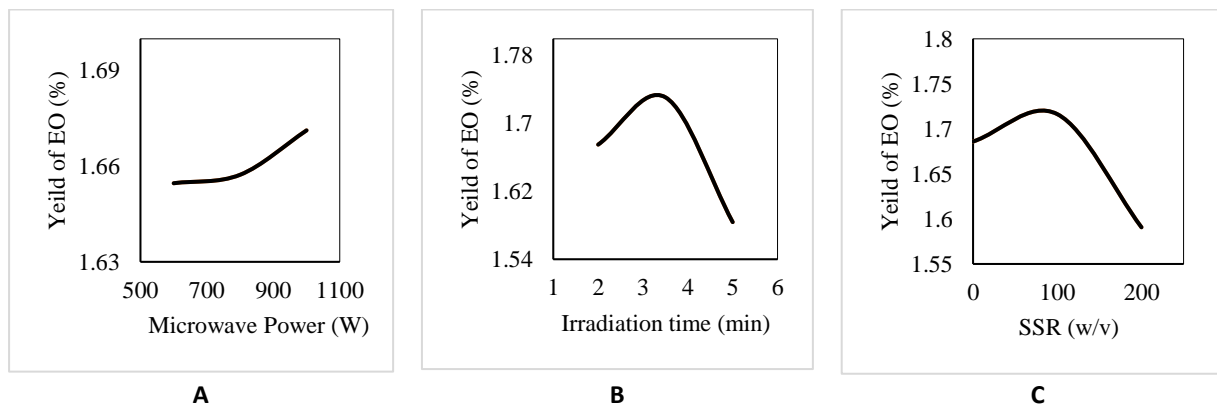 Yeild of EO (%)
1.69
1.66
1.63
500 700 900 1100
Microwave Power (W)
A
Yeild of EO (%)
1.78
1.7
1.62
1.54
1 2 3 4 5 6
Irradiation time (min)
B
Yeild of EO (%)
1.8
1.75
1.7
1.65
1.6
1.55
0 100 200
SSR (w/v)
C